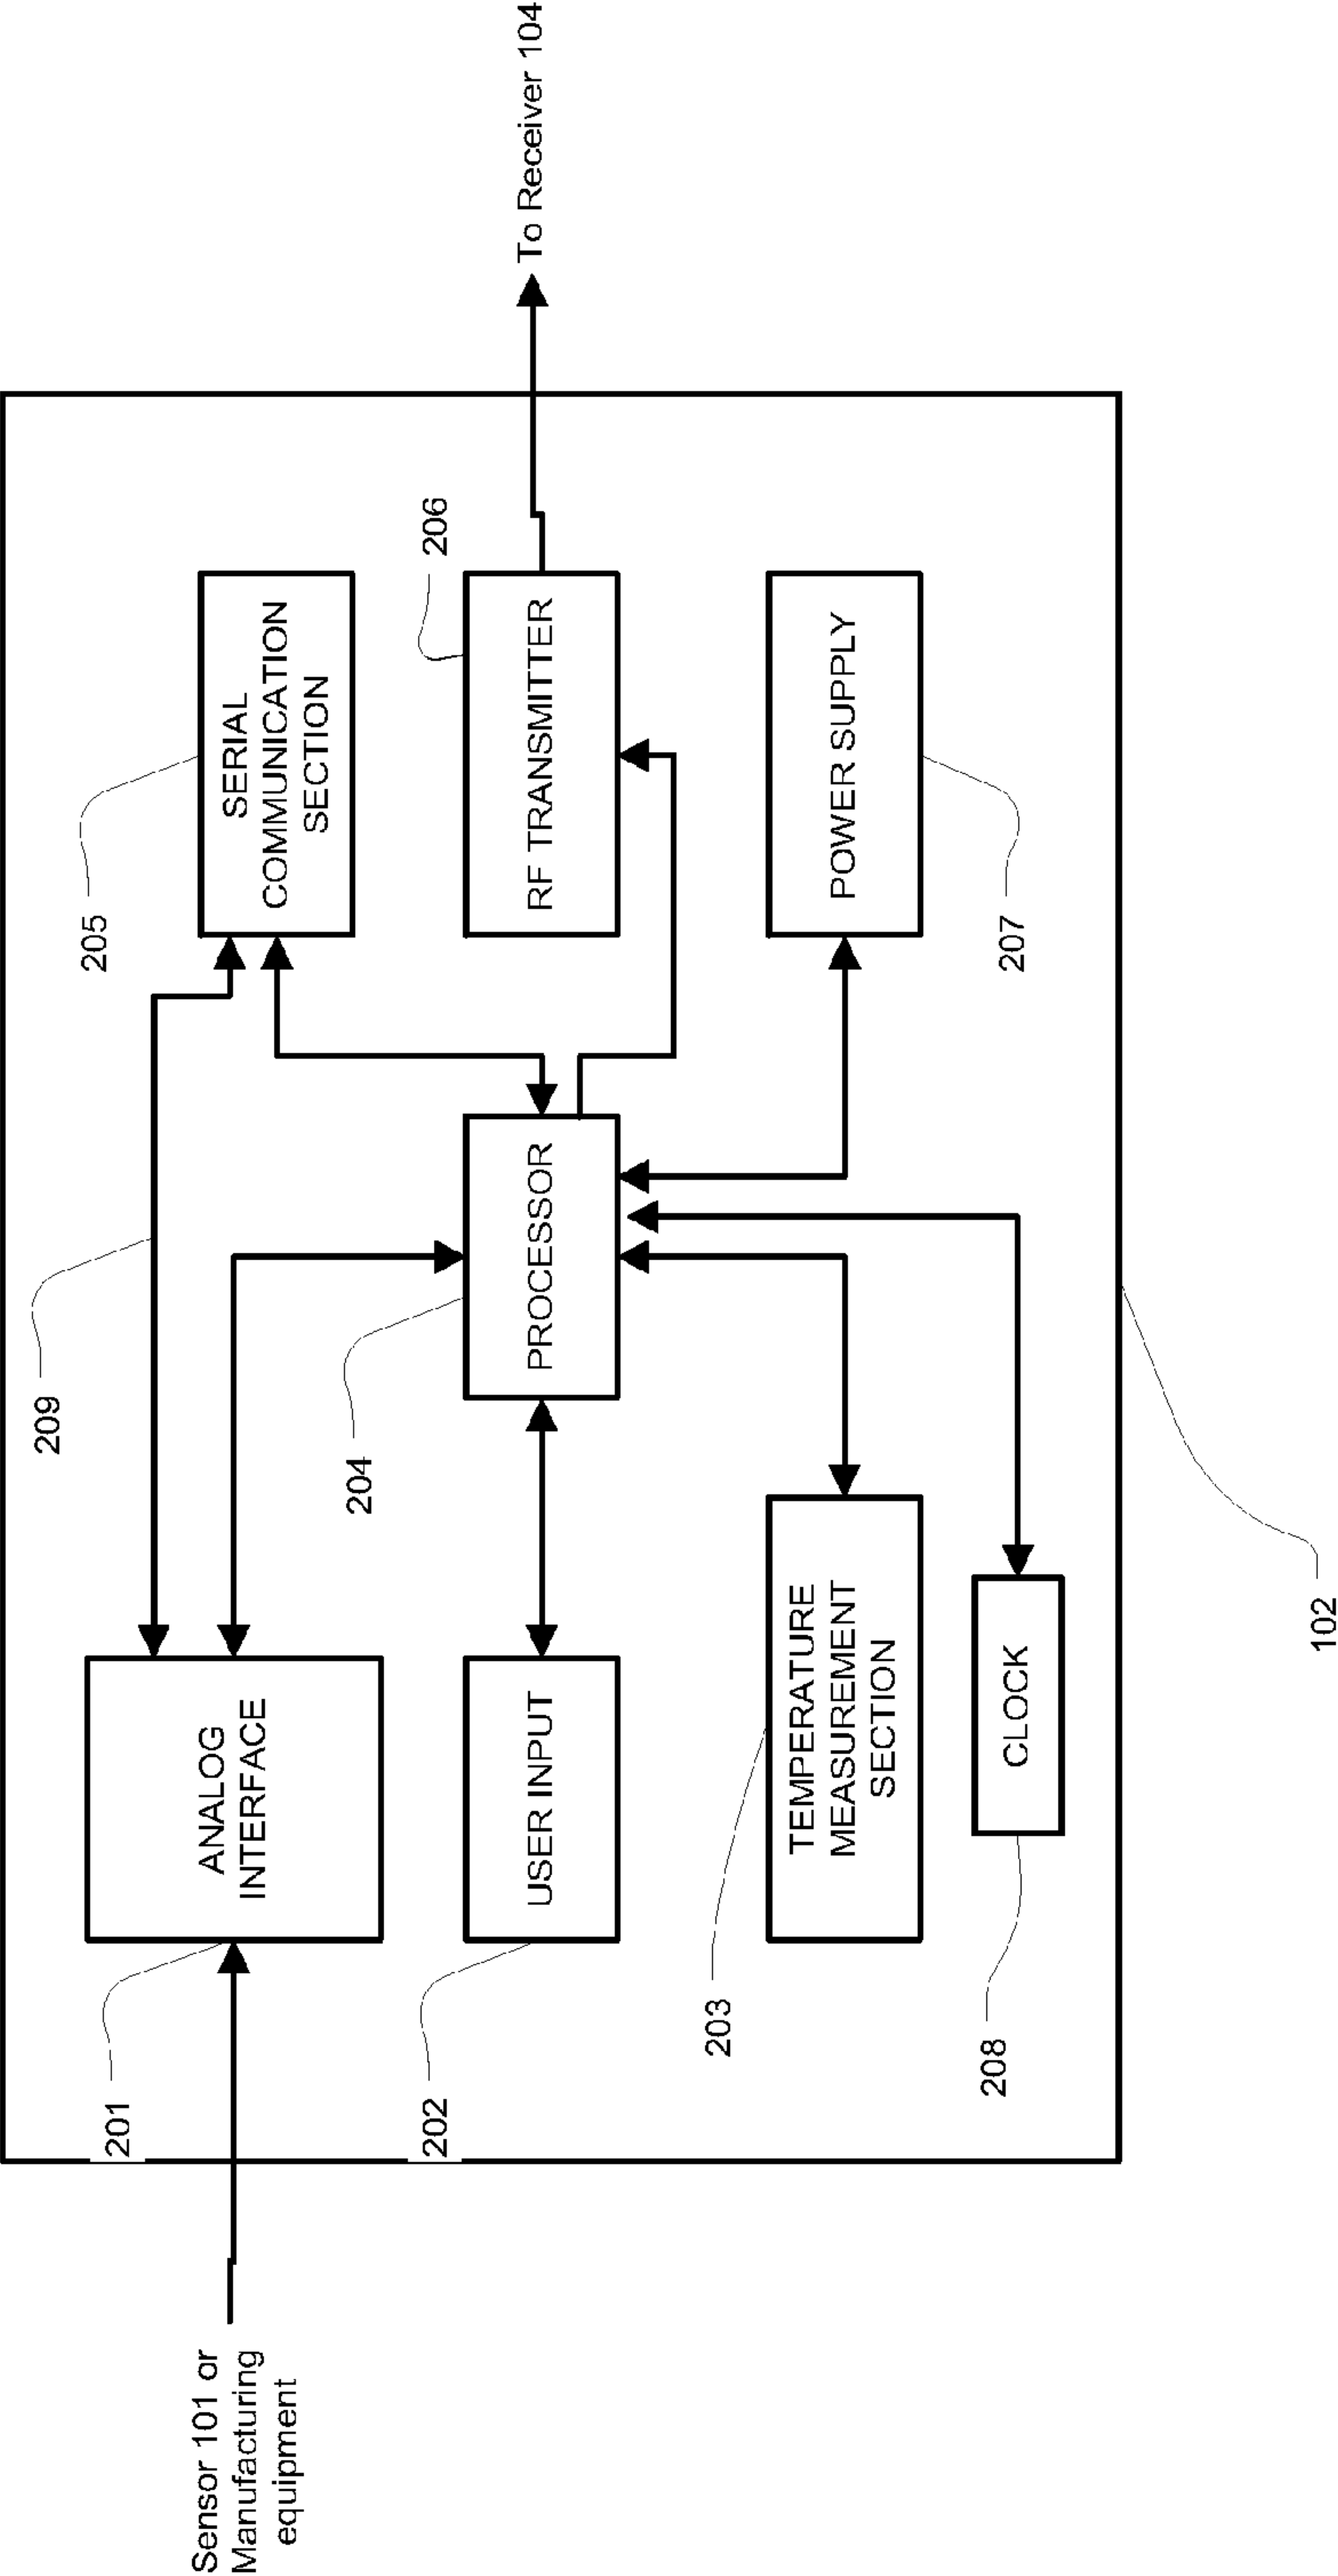 Sensor 101 or
Manufacturing
equipment
201
ANALOG
INTERFACE
209
205
SERIAL
COMMUNICATION
SECTION
202
USER INPUT
204
PROCESSOR
206
RF TRANSMITTER
To Receiver 104
203
TEMPERATURE
MEASUREMENT
SECTION
207
POWER SUPPLY
208
CLOCK
102